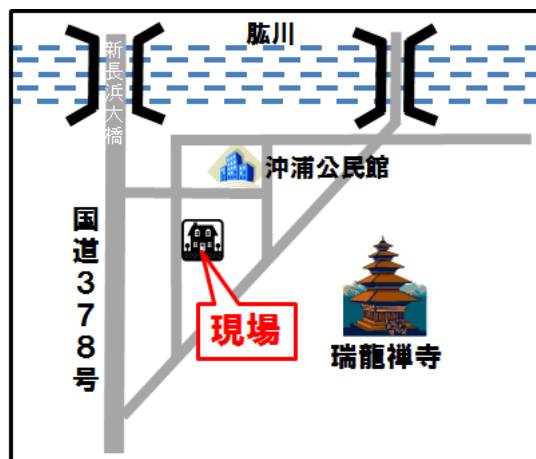 肱川
新長浜大橋
沖浦公民館
国道378号
現場
瑞龍禅寺